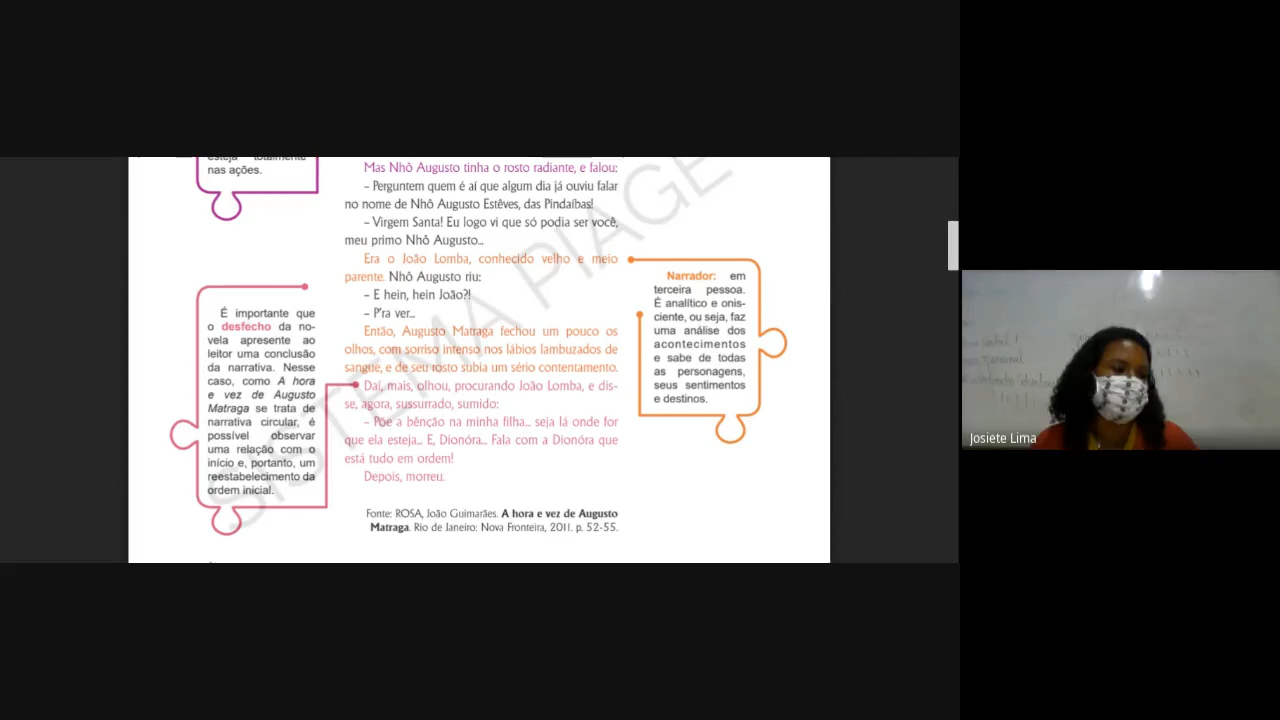 esteja totalmente
nas ações.
É importante que
o desfecho da no-
vela apresente ao
leitor uma conclusão
da narrativa. Nesse
caso, como A hora
e vez de Augusto
Matraga se trata de
narrativa circular, é
possível observar
uma relação com o
início e, portanto, um
reestabelecimento da
ordem inicial.
Mas Nhô Augusto tinha o rosto radiante, e falou:
– Perguntem quem é aí que algum dia já ouviu falar
no nome de Nhô Augusto Estêves, das Pindaíbas!
– Virgem Santa! Eu logo vi que só podia ser você,
meu primo Nhô Augusto...
Era o João Lomba, conhecido velho e meio
parente. Nhô Augusto riu:
– E hein, hein João?!
– P'ra ver...
Então, Augusto Matraga fechou um pouco os
olhos, com sorriso intenso nos lábios lambuzados de
sangue, e de seu rosto subia um sério contentamento.
Daí, mais, olhou, procurando João Lomba, e dis-
se, agora, sussurrado, sumido:
– Põe a bênção na minha filha... seja lá onde for
que ela esteja... E, Dionóra... Fala com a Dionóra que
está tudo em ordem!
Depois, morreu.
Fonte: ROSA, João Guimarães. A hora e vez de Augusto
Matraga. Rio de Janeiro: Nova Fronteira, 2011. p. 52-55.
Narrador: em
terceira pessoa.
É analítico e onis-
ciente, ou seja, faz
uma análise dos
acontecimentos
e sabe de todas
as personagens,
seus sentimentos
e destinos.
SISTEMA PIAGE
Josiete Lima